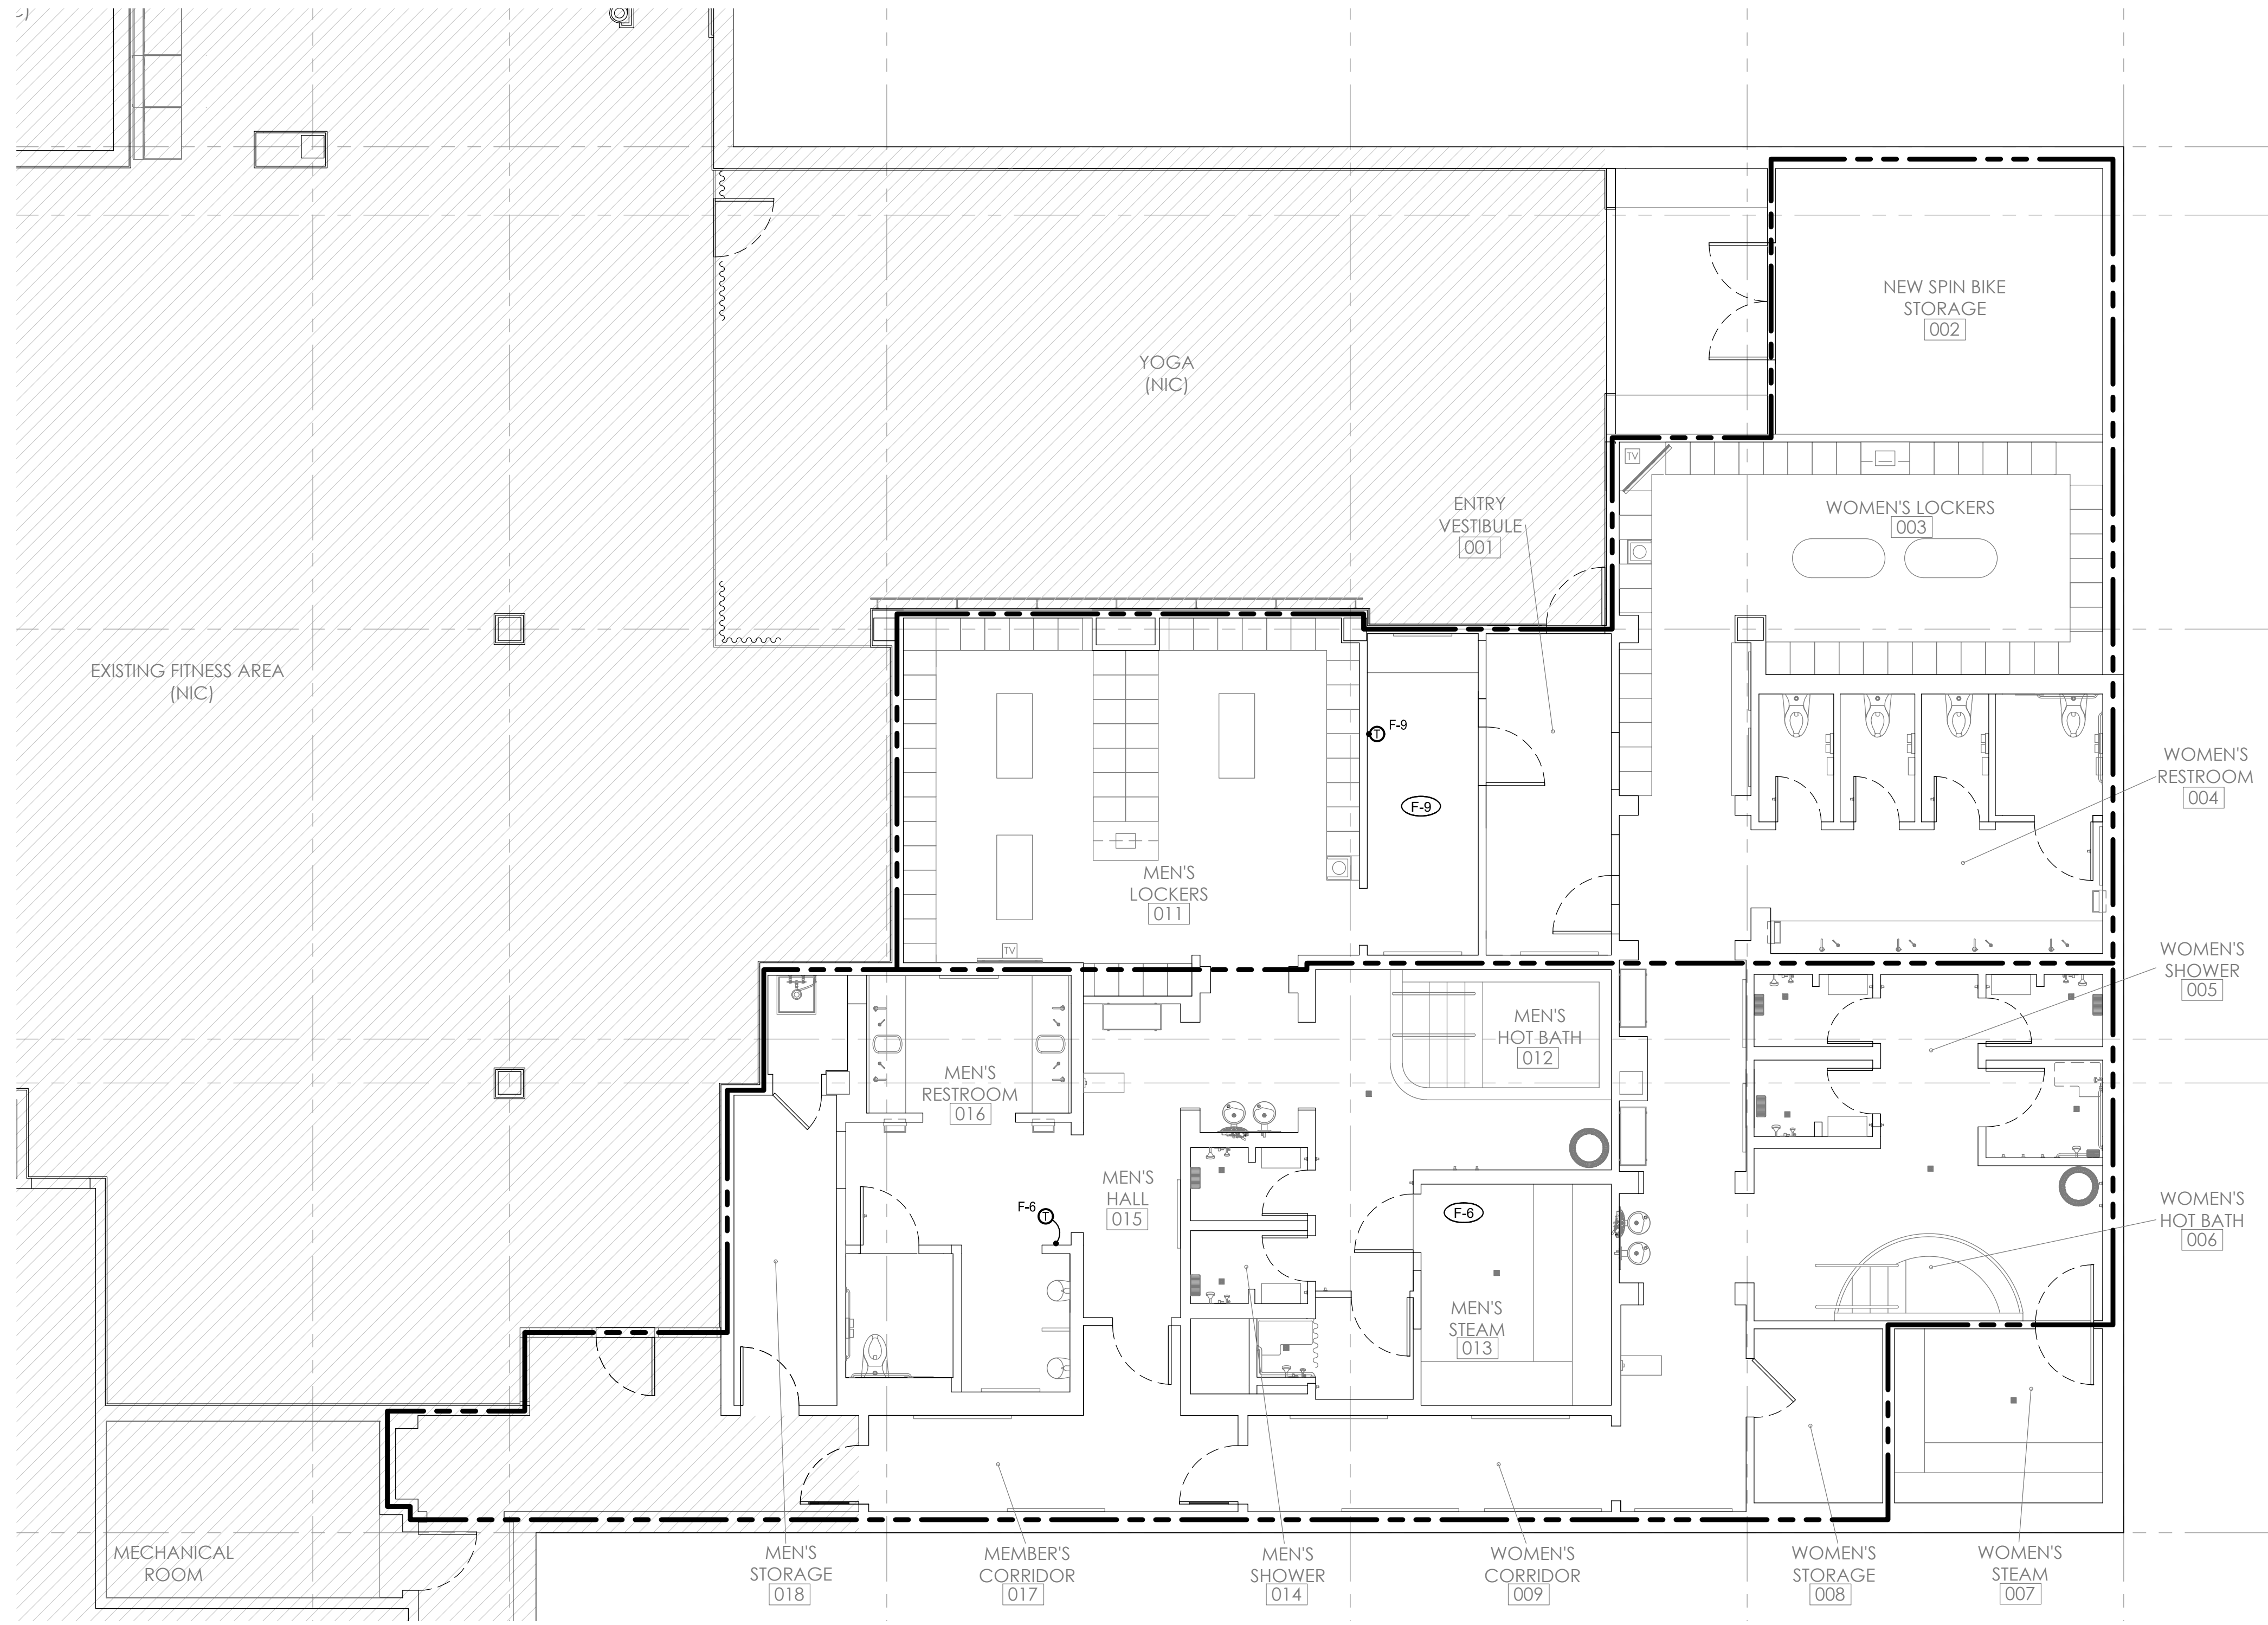 NEW SPIN BIKE
STORAGE
002
YOGA
(NIC)
TV
ENTRY
VESTIBULE
001
WOMEN'S LOCKERS
003
EXISTING FITNESS AREA
(NIC)
T
F-9
F-9
WOMEN'S
RESTROOM
004
MEN'S
LOCKERS
011
TV
WOMEN'S
SHOWER
005
MEN'S
HOT BATH
012
MEN'S
RESTROOM
016
MEN'S
HALL
015
F-6
T
F-6
WOMEN'S
HOT BATH
006
MEN'S
STEAM
013
MECHANICAL
ROOM
MEN'S
STORAGE
018
MEMBER'S
CORRIDOR
017
MEN'S
SHOWER
014
WOMEN'S
CORRIDOR
009
WOMEN'S
STORAGE
008
WOMEN'S
STEAM
007